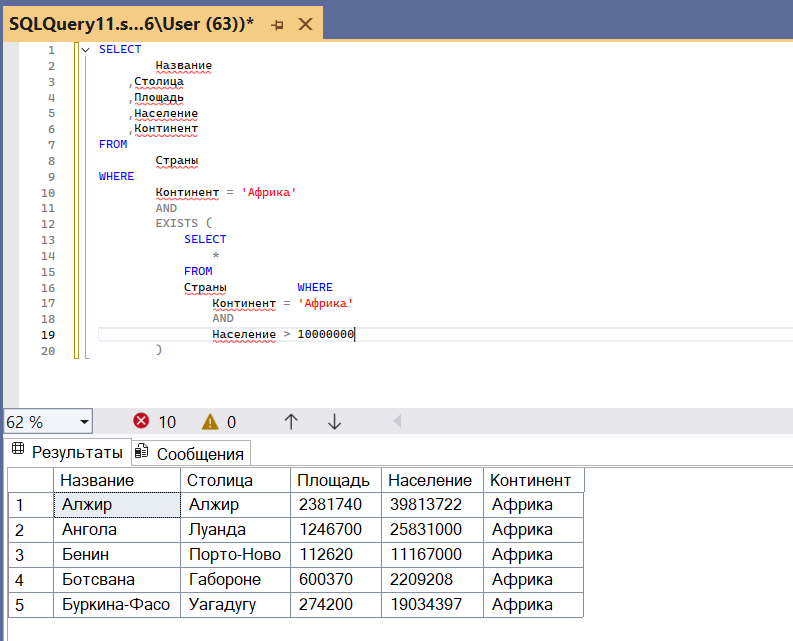 SQLQuery11.s...6\User (63))*
1 SELECT
2 Название
3 ,Столица
4 ,Площадь
5 ,Население
6 ,Континент
7 FROM
8 Страны
9 WHERE
10 Континент = 'Африка'
11 AND
12 EXISTS (
13 SELECT
14 *
15 FROM
16 Страны WHERE
17 Континент = 'Африка'
18 AND
19 Население > 10000000
20 )
62 % 10 0
Результаты Сообщения
Название Столица Площадь Население Континент
1 Алжир Алжир 2381740 39813722 Африка
2 Ангола Луанда 1246700 25831000 Африка
3 Бенин Порто-Ново 112620 11167000 Африка
4 Ботсвана Габороне 600370 2209208 Африка
5 Буркина-Фасо Уагадугу 274200 19034397 Африка